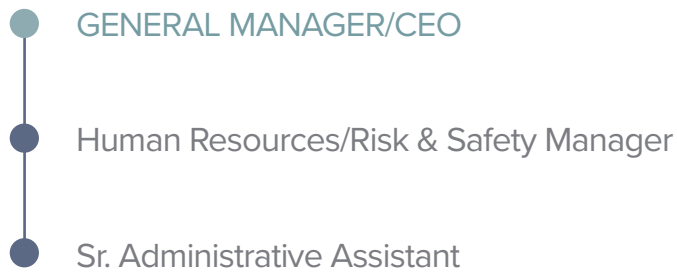 GENERAL MANAGER/CEO
Human Resources/Risk & Safety Manager
Sr. Administrative Assistant